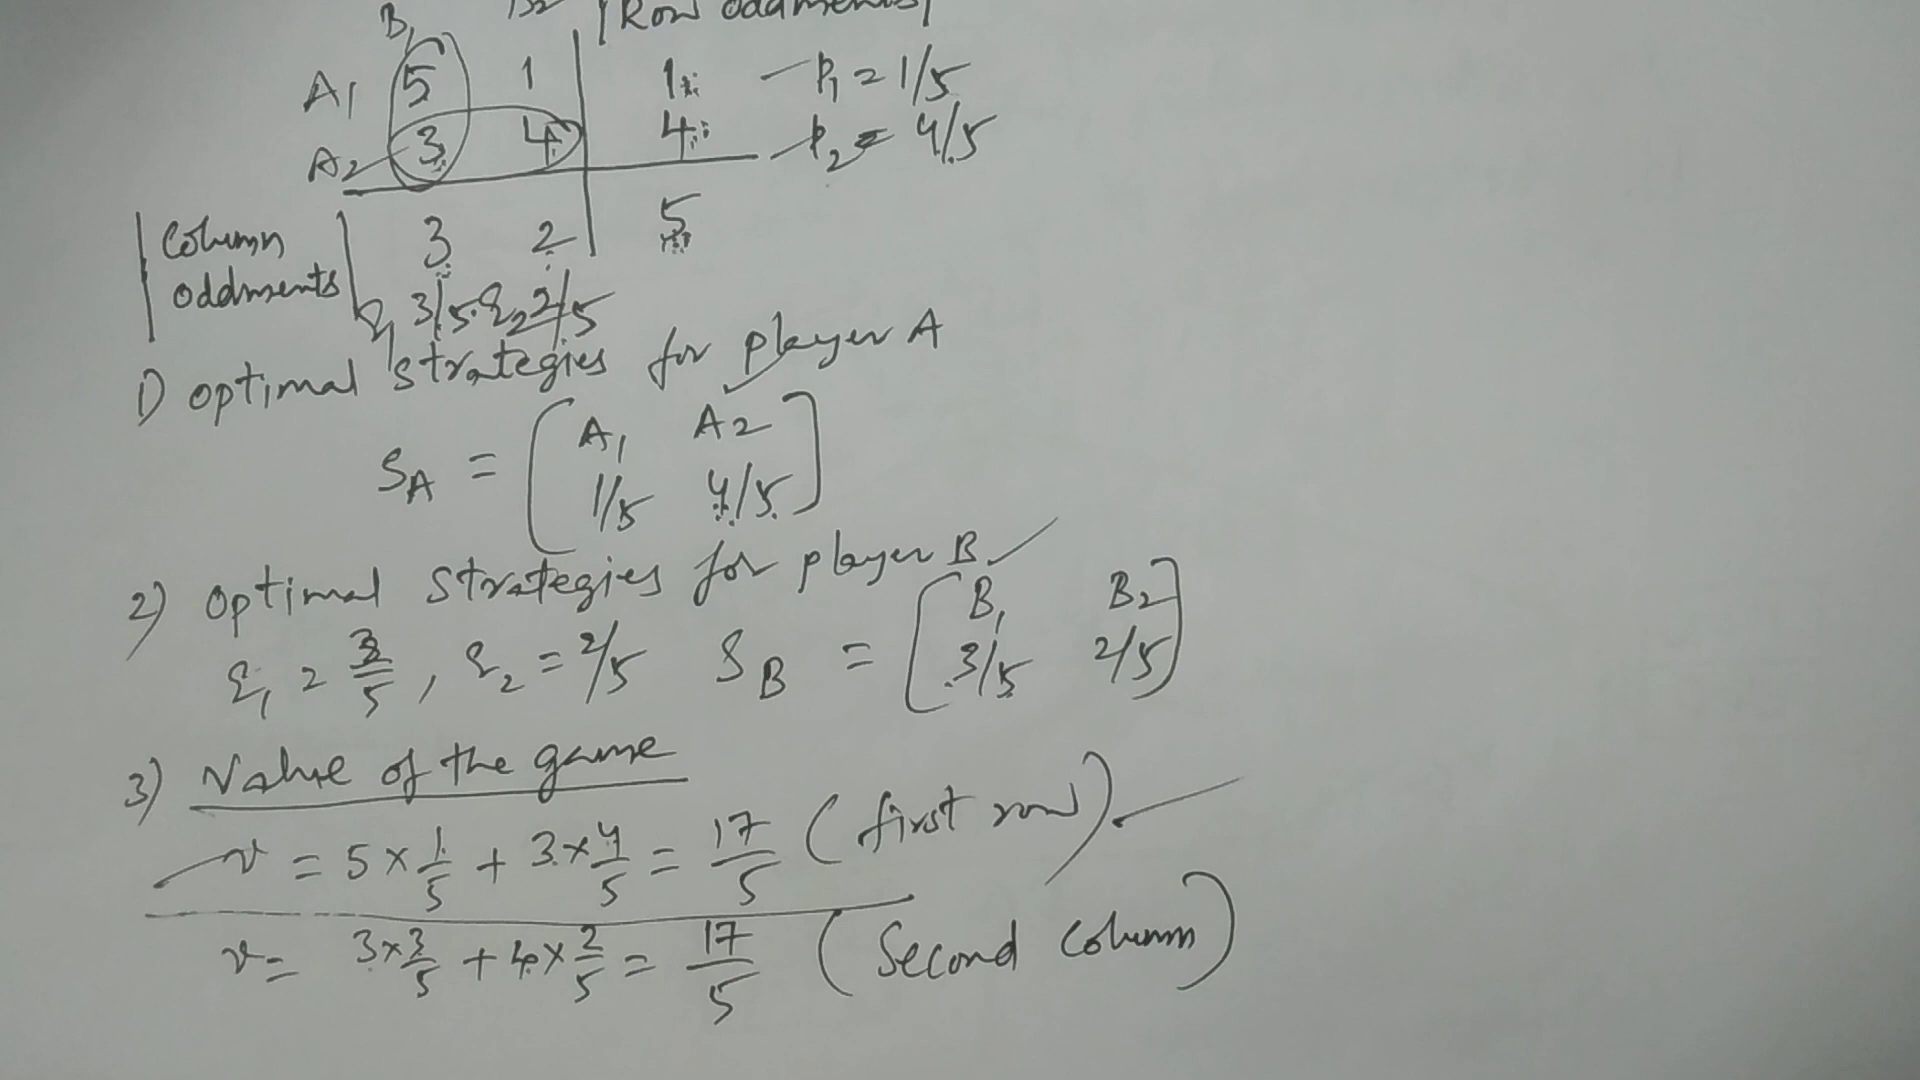 B1 B2 |Row oddments|
A1 5 1 1 - P1 = 1/5
A2 3 4 4 - P2 = 4/5
|Column 3 2 5
oddments| q1 3/5 q2 2/5
1) optimal strategies for player A
SA = [A1 A2
1/5 4/5]
2) optimal strategies for player B
q1 = 3/5, q2 = 2/5 SB = [B1 B2
3/5 2/5]
3) Value of the game
v = 5 × 1/5 + 3 × 4/5 = 17/5 (first row)
v = 3 × 3/5 + 4 × 2/5 = 17/5 (Second column)